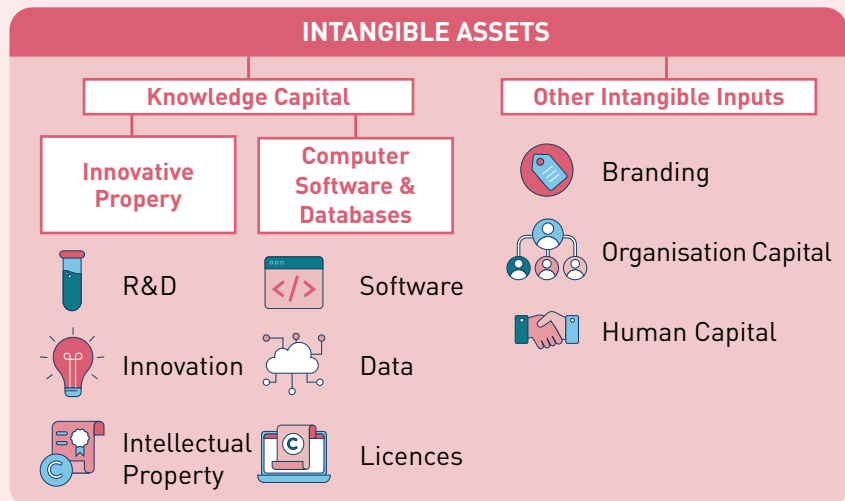 INTANGIBLE ASSETS
Knowledge Capital
Other Intangible Inputs
Innovative
Propery
Computer
Software &
Databases
R&D
Innovation
Intellectual
Property
</>
Software
Data
C
Licences
C
Branding
Organisation Capital
Human Capital